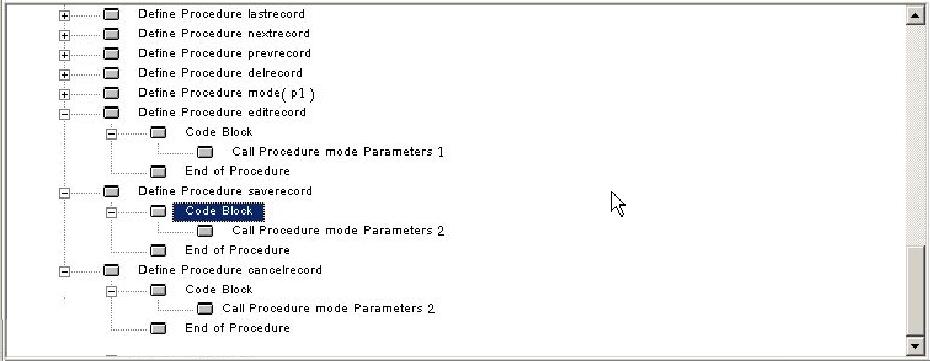 Define Procedure lastrecord
Define Procedure nextrecord
Define Procedure prevrecord
Define Procedure delrecord
Define Procedure mode( p1 )
Define Procedure editrecord
Code Block
Call Procedure mode Parameters 1
End of Procedure
Define Procedure saverecord
Code Block
Call Procedure mode Parameters 2
End of Procedure
Define Procedure cancelrecord
Code Block
Call Procedure mode Parameters 2
End of Procedure